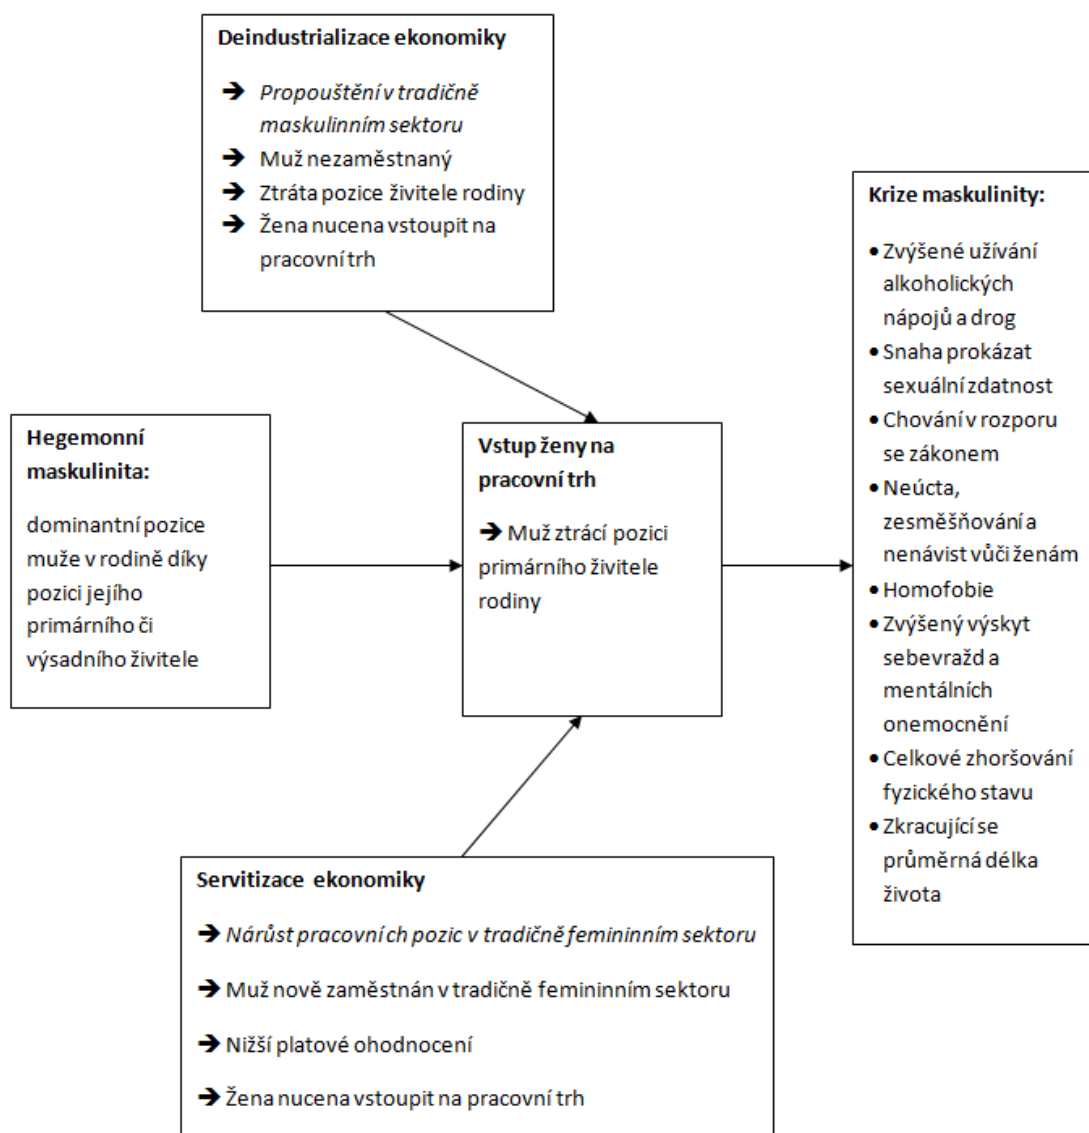 Deindustrializace ekonomiky
➔ Propouštění v tradičně
maskulinním sektoru
➔ Muž nezaměstnaný
➔ Ztráta pozice živitele rodiny
➔ Žena nucena vstoupit na
pracovní trh
Hegemonní
maskulinita:
dominantní pozice
muže v rodině díky
pozici jejího
primárního či
výsadního živitele
Vstup ženy na
pracovní trh
➔ Muž ztrácí pozici
primárního živitele
rodiny
Servitizace ekonomiky
➔ Nárůst pracovní ch pozic v tradičně femininním sektoru
➔ Muž nově zaměstnán v tradičně femininním sektoru
➔ Nižší platové ohodnocení
➔ Žena nucena vstoupit na pracovní trh
Krize maskulinity:
• Zvýšené užívání
alkoholických
nápojů a drog
• Snaha prokázat
sexuální zdatnost
• Chování v rozporu
se zákonem
• Neúcta,
zesměšňování a
nenávist vůči ženám
• Homofobie
• Zvýšený výskyt
sebevražd a
mentálních
onemocnění
• Celkové zhoršování
fyzického stavu
• Zkracující se
průměrná délka
života